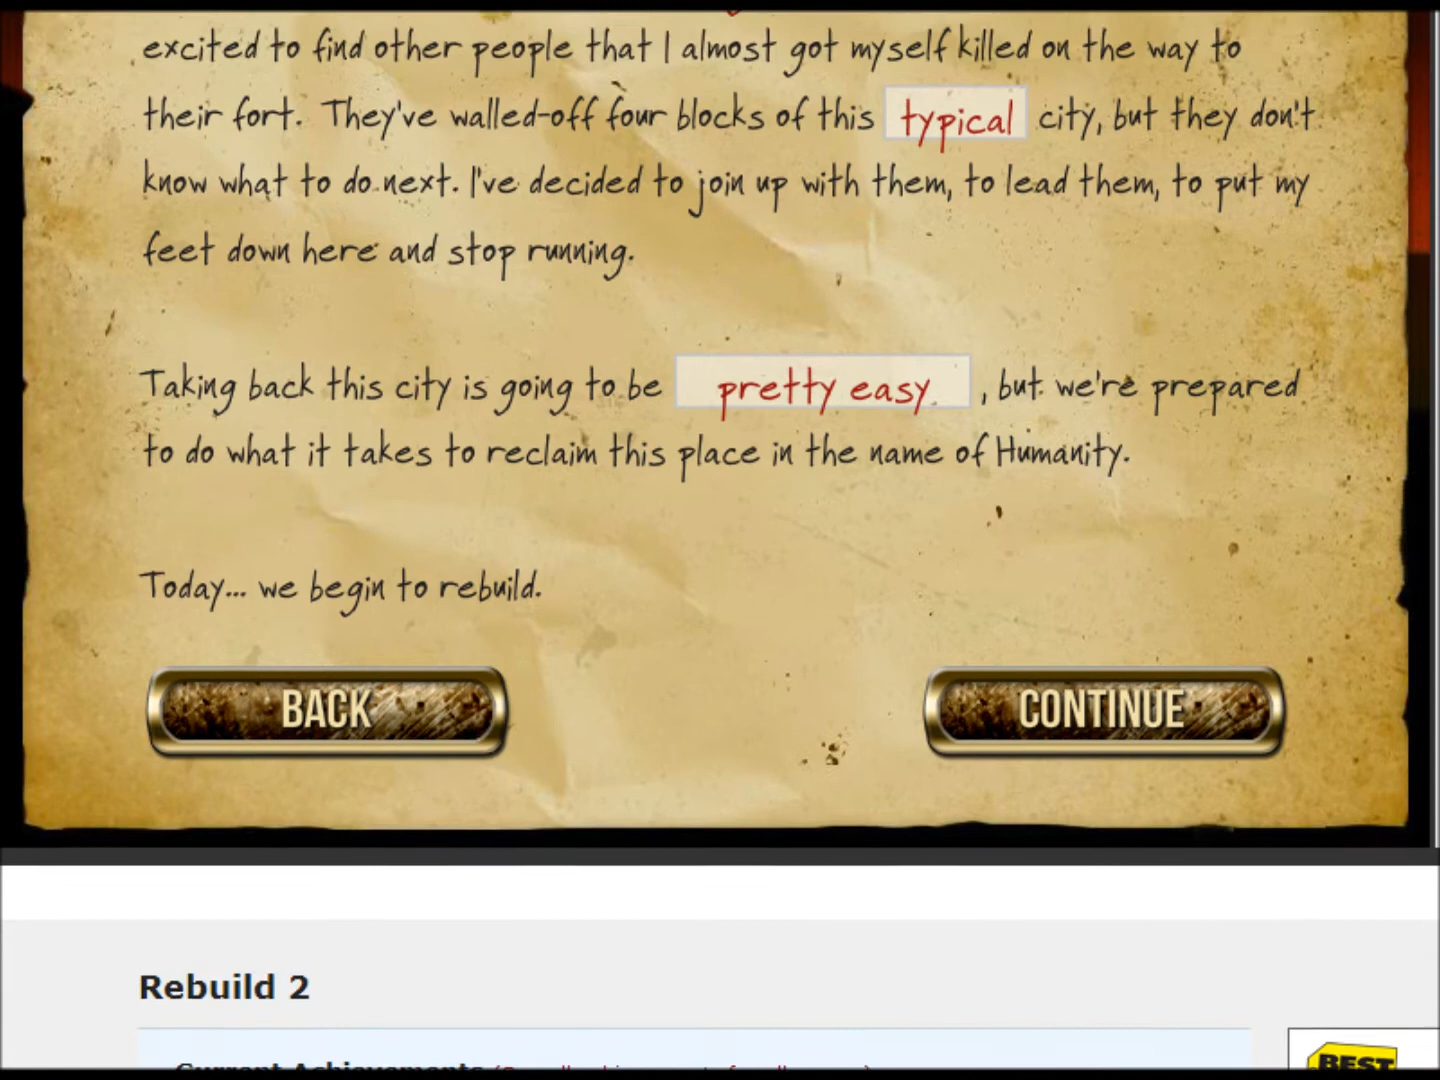 excited to find other people that I almost got myself killed on the way to
their fort. They've walled-off four blocks of this typical city, but they don't
know what to do next. I've decided to join up with them, to lead them, to put my
feet down here and stop running.
Taking back this city is going to be pretty easy, but we're prepared
to do what it takes to reclaim this place in the name of Humanity.
Today... we begin to rebuild.
BACK
CONTINUE
Rebuild 2
Current Achievements
BEST